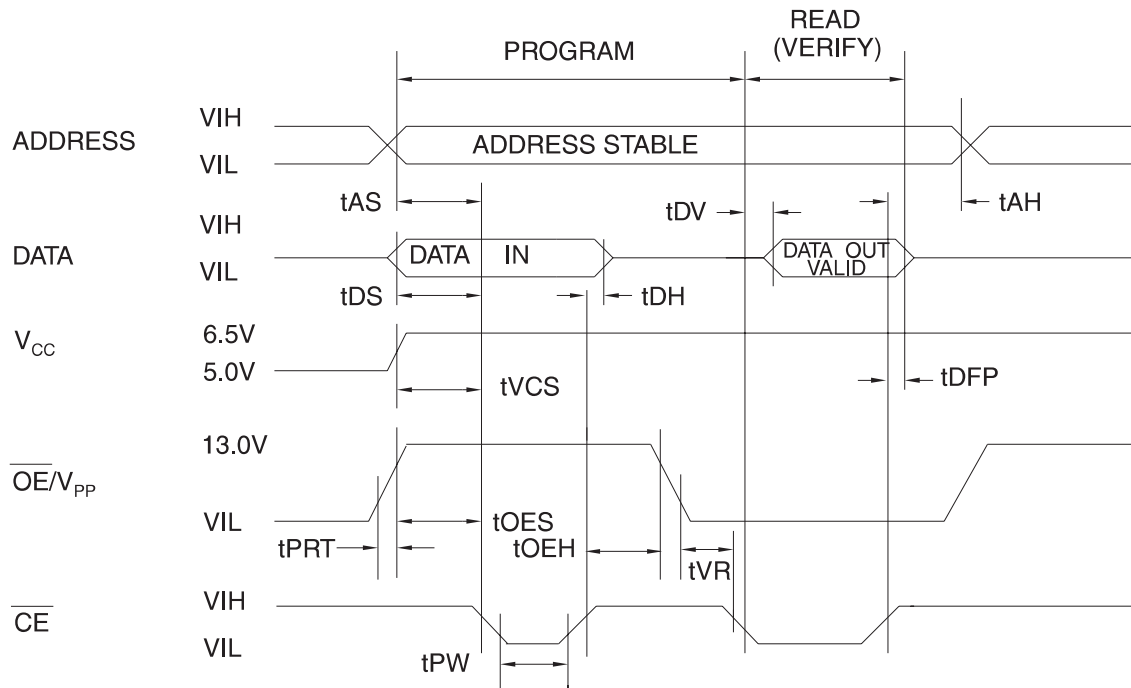 READ
(VERIFY)
PROGRAM
ADDRESS
VIH
VIL
ADDRESS STABLE
tAS
tDV
tAH
DATA
VIH
VIL
DATA IN
DATA OUT
VALID
tDS
tDH
VCC
6.5V
5.0V
tVCS
tDFP
OE/VPP
13.0V
VIL
tPRT
tOES
tOEH
tVR
CE
VIH
VIL
tPW